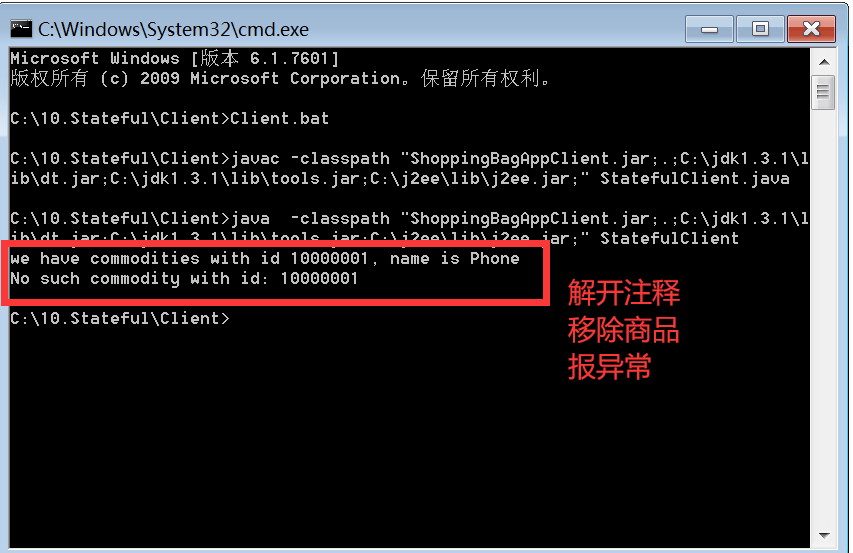 C:\Windows\System32\cmd.exe
Microsoft Windows [版本 6.1.7601]
版权所有 (c) 2009 Microsoft Corporation。保留所有权利。
C:\10.Stateful\Client>Client.bat
C:\10.Stateful\Client>javac -classpath "ShoppingBagAppClient.jar;.;C:\jdk1.3.1\l
ib\dt.jar;C:\jdk1.3.1\lib\tools.jar;C:\j2ee\lib\j2ee.jar;" StatefulClient.java
C:\10.Stateful\Client>java  -classpath "ShoppingBagAppClient.jar;.;C:\jdk1.3.1\l
ib\dt.jar;C:\jdk1.3.1\lib\tools.jar;C:\j2ee\lib\j2ee.jar;" StatefulClient
we have commodities with id 10000001, name is Phone
No such commodity with id: 10000001
解开注释
移除商品
报异常
C:\10.Stateful\Client>